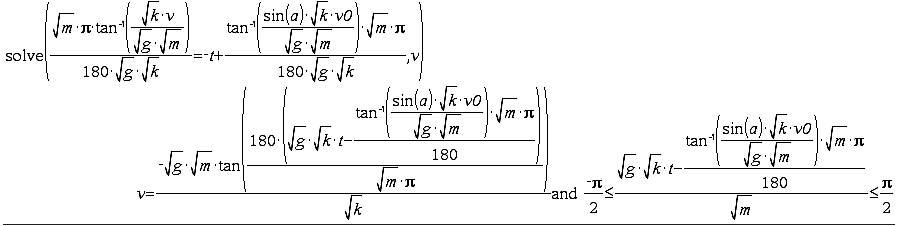 solve((√m·π·tan⁻¹((√k·v)/(√g·√m)))/(180·√g·√k)=-t+(tan⁻¹((sin(a)·√k·v0)/(√g·√m))·√m·π)/(180·√g·√k),v)
v=(-√g·√m·tan((180·(√g·√k·t-(tan⁻¹((sin(a)·√k·v0)/(√g·√m))·√m·π)/180))/(√m·π)))/√k and -π/2≤(√g·√k·t-(tan⁻¹((sin(a)·√k·v0)/(√g·√m))·√m·π)/180)/√m≤π/2